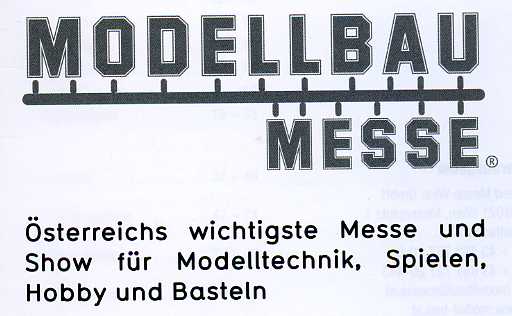 MODELLBAU
MESSE®
Österreichs wichtigste Messe und
Show für Modelltechnik, Spielen,
Hobby und Basteln